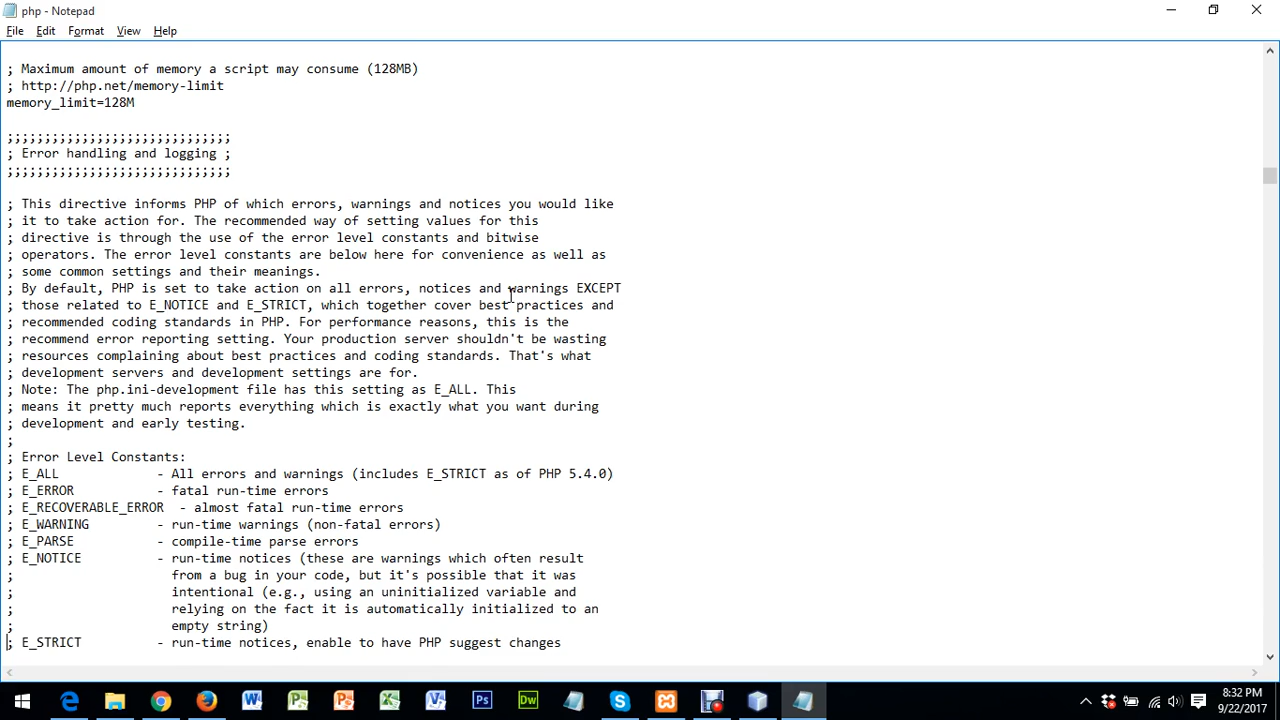 php - Notepad
File Edit Format View Help
; Maximum amount of memory a script may consume (128MB)
; http://php.net/memory-limit
memory_limit=128M
;;;;;;;;;;;;;;;;;;;;;;;;;;;;;;
; Error handling and logging ;
;;;;;;;;;;;;;;;;;;;;;;;;;;;;;;
; This directive informs PHP of which errors, warnings and notices you would like
; it to take action for. The recommended way of setting values for this
; directive is through the use of the error level constants and bitwise
; operators. The error level constants are below here for convenience as well as
; some common settings and their meanings.
; By default, PHP is set to take action on all errors, notices and warnings EXCEPT
; those related to E_NOTICE and E_STRICT, which together cover best practices and
; recommended coding standards in PHP. For performance reasons, this is the
; recommend error reporting setting. Your production server shouldn't be wasting
; resources complaining about best practices and coding standards. That's what
; development servers and development settings are for.
; Note: The php.ini-development file has this setting as E_ALL. This
; means it pretty much reports everything which is exactly what you want during
; development and early testing.
;
; Error Level Constants:
; E_ALL - All errors and warnings (includes E_STRICT as of PHP 5.4.0)
; E_ERROR - fatal run-time errors
; E_RECOVERABLE_ERROR - almost fatal run-time errors
; E_WARNING - run-time warnings (non-fatal errors)
; E_PARSE - compile-time parse errors
; E_NOTICE - run-time notices (these are warnings which often result
; from a bug in your code, but it's possible that it was
; intentional (e.g., using an uninitialized variable and
; relying on the fact it is automatically initialized to an
; empty string)
; E_STRICT - run-time notices, enable to have PHP suggest changes
Ps
Dw
8:32 PM
9/22/2017